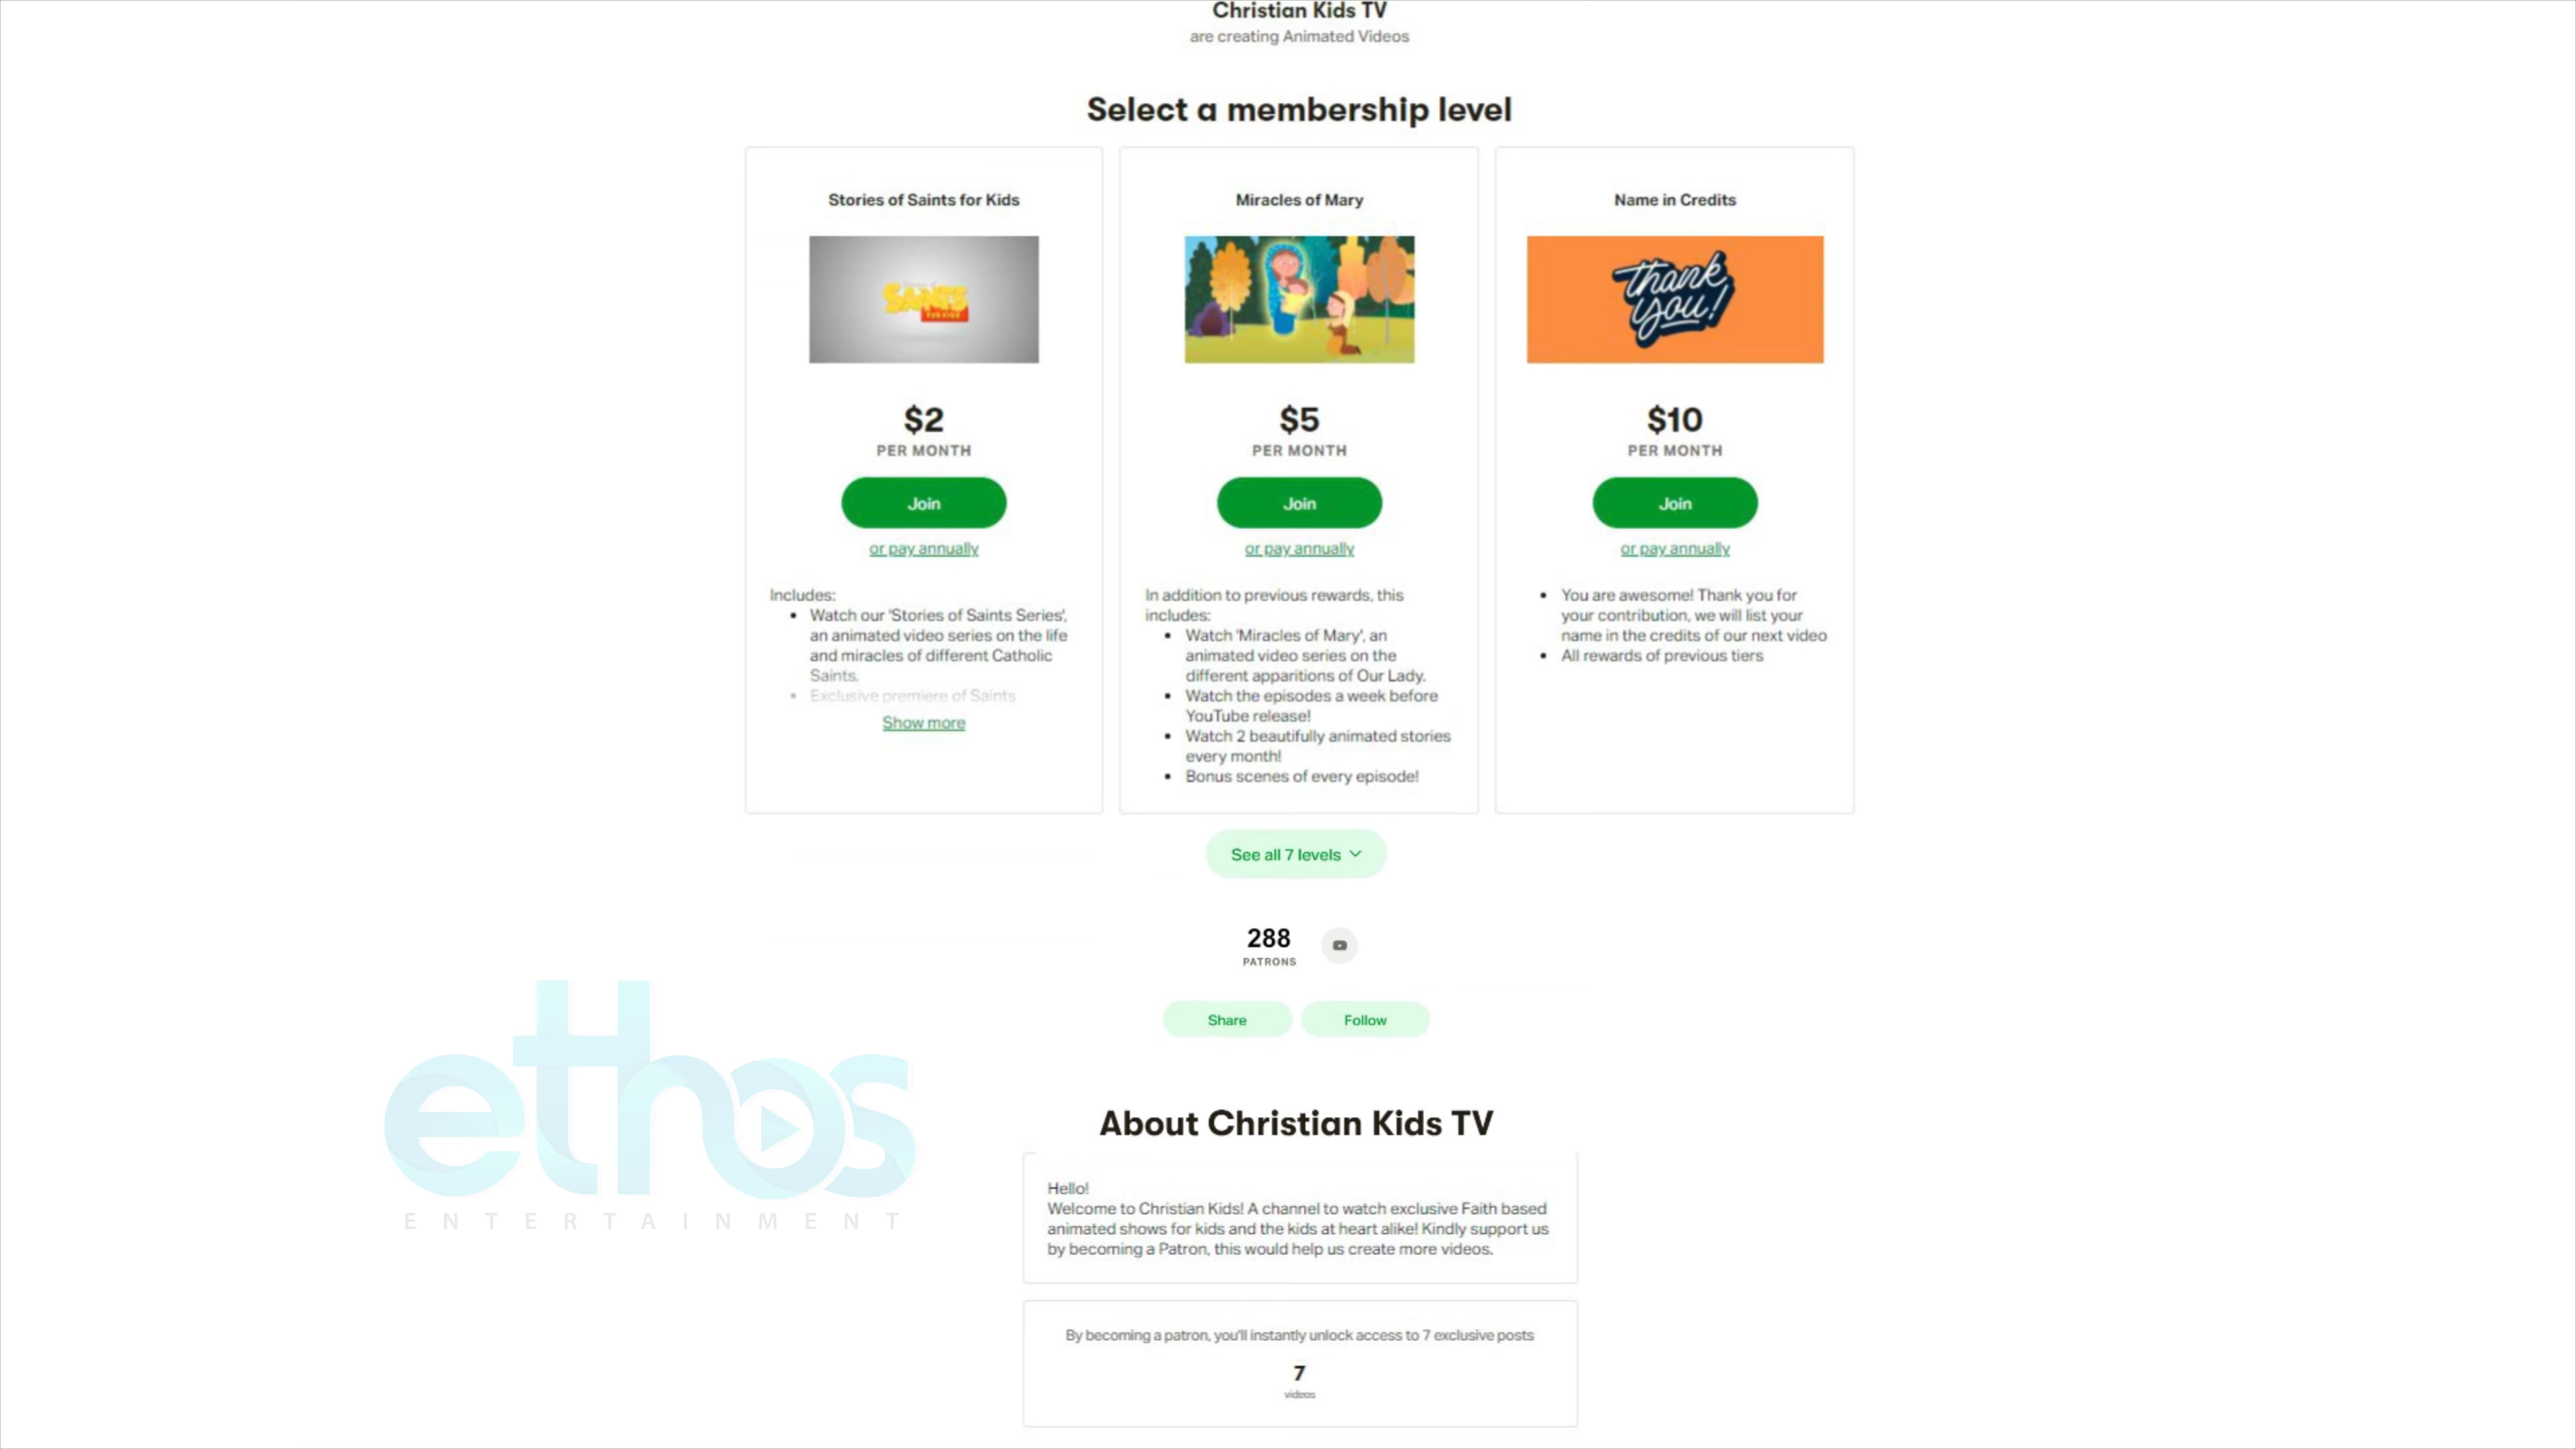 Christian Kids TV
are creating Animated Videos
Select a membership level
Stories of Saints for Kids
SAINTS
FOR KIDS
$2
PER MONTH
Join
or pay annually
Includes:
• Watch our 'Stories of Saints Series',
an animated video series on the life
and miracles of different Catholic
Saints.
• Exclusive premiere of Saints
Show more
Miracles of Mary
$5
PER MONTH
Join
or pay annually
In addition to previous rewards, this
includes:
• Watch 'Miracles of Mary', an
animated video series on the
different apparitions of Our Lady.
• Watch the episodes a week before
YouTube release!
• Watch 2 beautifully animated stories
every month!
• Bonus scenes of every episode!
Name in Credits
thank
you!
$10
PER MONTH
Join
or pay annually
• You are awesome! Thank you for
your contribution, we will list your
name in the credits of our next video
• All rewards of previous tiers
See all 7 levels
288
PATRONS
Share
Follow
ethos
ENTERTAINMENT
About Christian Kids TV
Hello!
Welcome to Christian Kids! A channel to watch exclusive Faith based
animated shows for kids and the kids at heart alike! Kindly support us
by becoming a Patron, this would help us create more videos.
By becoming a patron, you'll instantly unlock access to 7 exclusive posts
7
videos